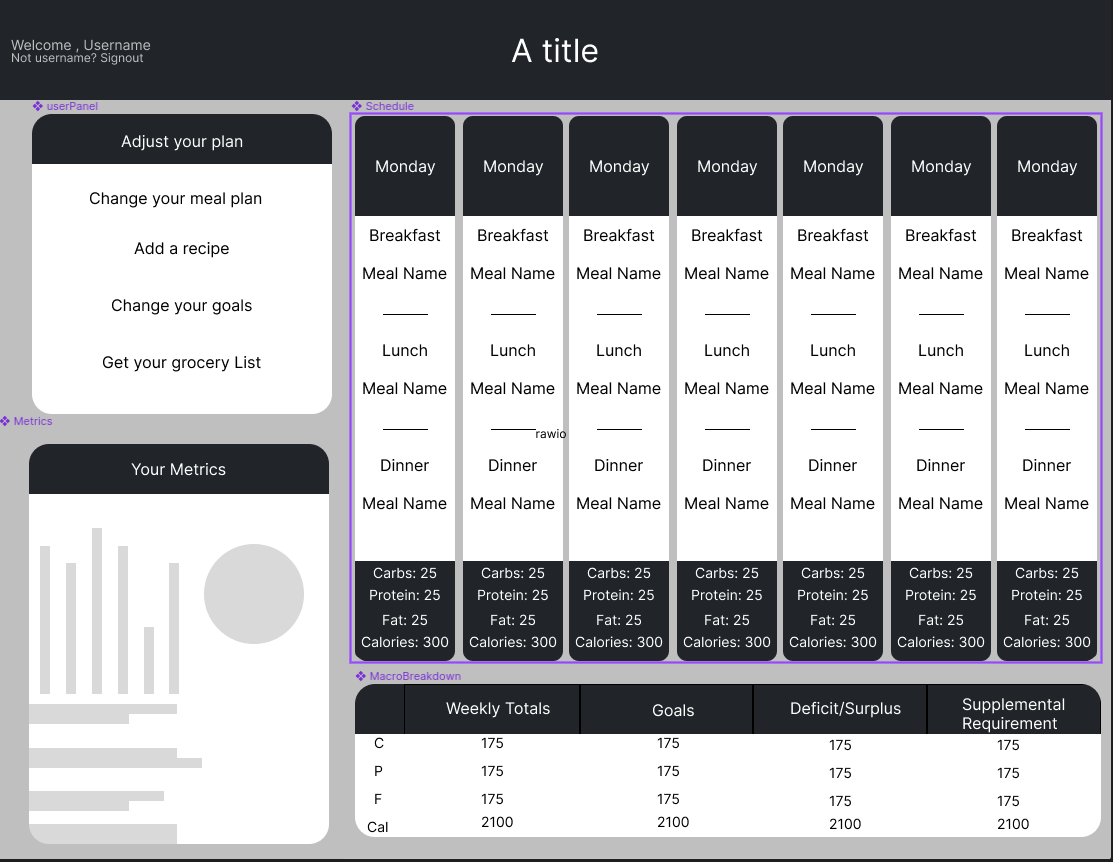 Welcome , Username
Not username? Signout
A title
userPanel
Adjust your plan
Change your meal plan
Add a recipe
Change your goals
Get your grocery List
Metrics
Your Metrics
Schedule
Monday Monday Monday Monday Monday Monday Monday
Breakfast Breakfast Breakfast Breakfast Breakfast Breakfast Breakfast
Meal Name Meal Name Meal Name Meal Name Meal Name Meal Name Meal Name
Lunch Lunch Lunch Lunch Lunch Lunch Lunch
Meal Name Meal Name Meal Name Meal Name Meal Name Meal Name Meal Name
rawio
Dinner Dinner Dinner Dinner Dinner Dinner Dinner
Meal Name Meal Name Meal Name Meal Name Meal Name Meal Name Meal Name
Carbs: 25 Carbs: 25 Carbs: 25 Carbs: 25 Carbs: 25 Carbs: 25 Carbs: 25
Protein: 25 Protein: 25 Protein: 25 Protein: 25 Protein: 25 Protein: 25 Protein: 25
Fat: 25 Fat: 25 Fat: 25 Fat: 25 Fat: 25 Fat: 25 Fat: 25
Calories: 300 Calories: 300 Calories: 300 Calories: 300 Calories: 300 Calories: 300 Calories: 300
MacroBreakdown
Weekly Totals Goals Deficit/Surplus Supplemental
Requirement
C 175 175 175 175
P 175 175 175 175
F 175 175 175 175
Cal 2100 2100 2100 2100